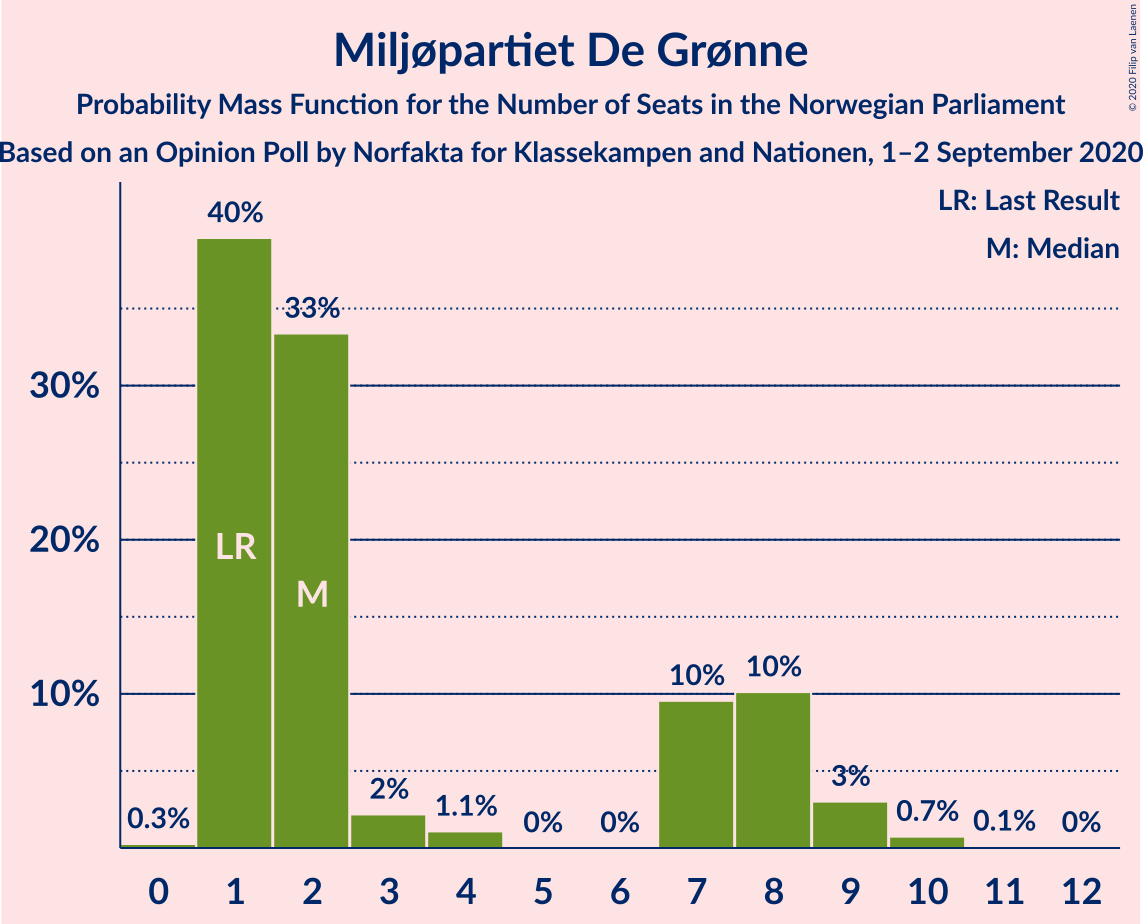 Miljøpartiet De Grønne
Probability Mass Function for the Number of Seats in the Norwegian Parliament
Based on an Opinion Poll by Norfakta for Klassekampen and Nationen, 1–2 September 2020
© 2020 Filip van Laenen
LR: Last Result
M: Median
40%
33%
30%
20%
LR
M
10%
10%
10%
3%
2%
1.1%
0.7%
0.3%
0%
0%
0.1%
0%
0 1 2 3 4 5 6 7 8 9 10 11 12